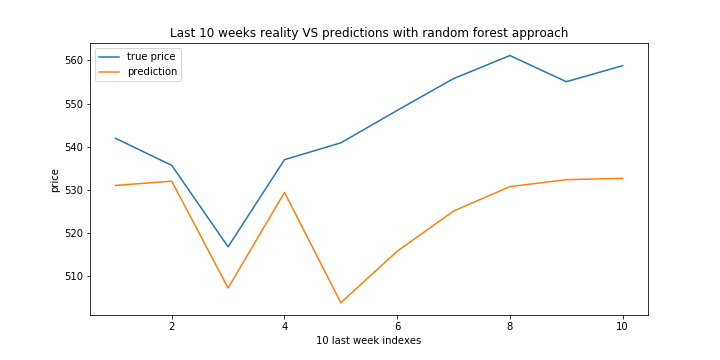 Last 10 weeks reality VS predictions with random forest approach
true price
prediction
560
550
540
530
520
510
price
2
4
6
8
10
10 last week indexes